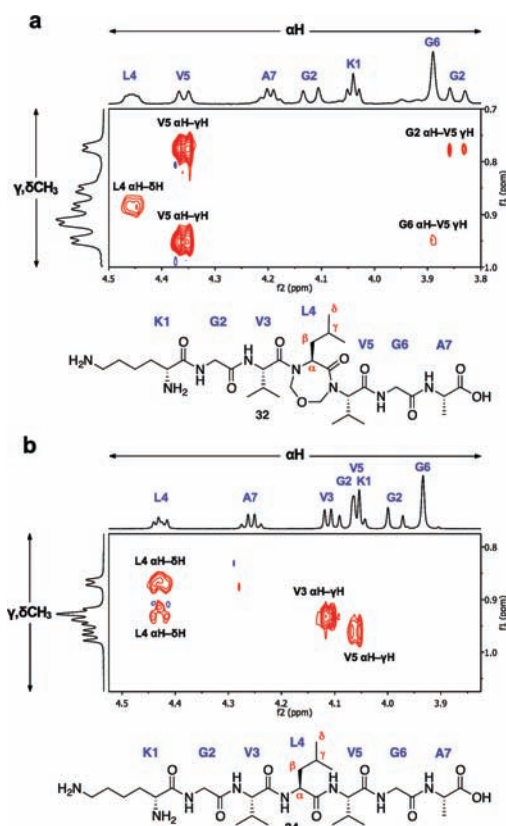 a
αH
L4 V5 A7 G2 K1 G6 G2
V5 αH–γH
G2 αH–V5 γH
L4 αH–δH
V5 αH–γH
G6 αH–V5 γH
γ,δCH3
0.7
0.8
0.9
1.0
f1 (ppm)
4.5 4.4 4.3 4.2 4.1 4.0 3.9 3.8
f2 (ppm)
K1 G2 V3 L4 V5 G6 A7
δ
γ
β
α
O O O O O O
H2N NH2 N H N H N N O N H N H OH
32
b
αH
L4 A7 V3 G2 V5 K1 G2 G6
L4 αH–δH
L4 αH–δH
V3 αH–γH
V5 αH–γH
γ,δCH3
0.8
0.9
1.0
f1 (ppm)
4.5 4.4 4.3 4.2 4.1 4.0 3.9
f2 (ppm)
K1 G2 V3 L4 V5 G6 A7
δ
γ
β
α
H2N NH2 O H N O H N O N H O H N O N H O H N O OH